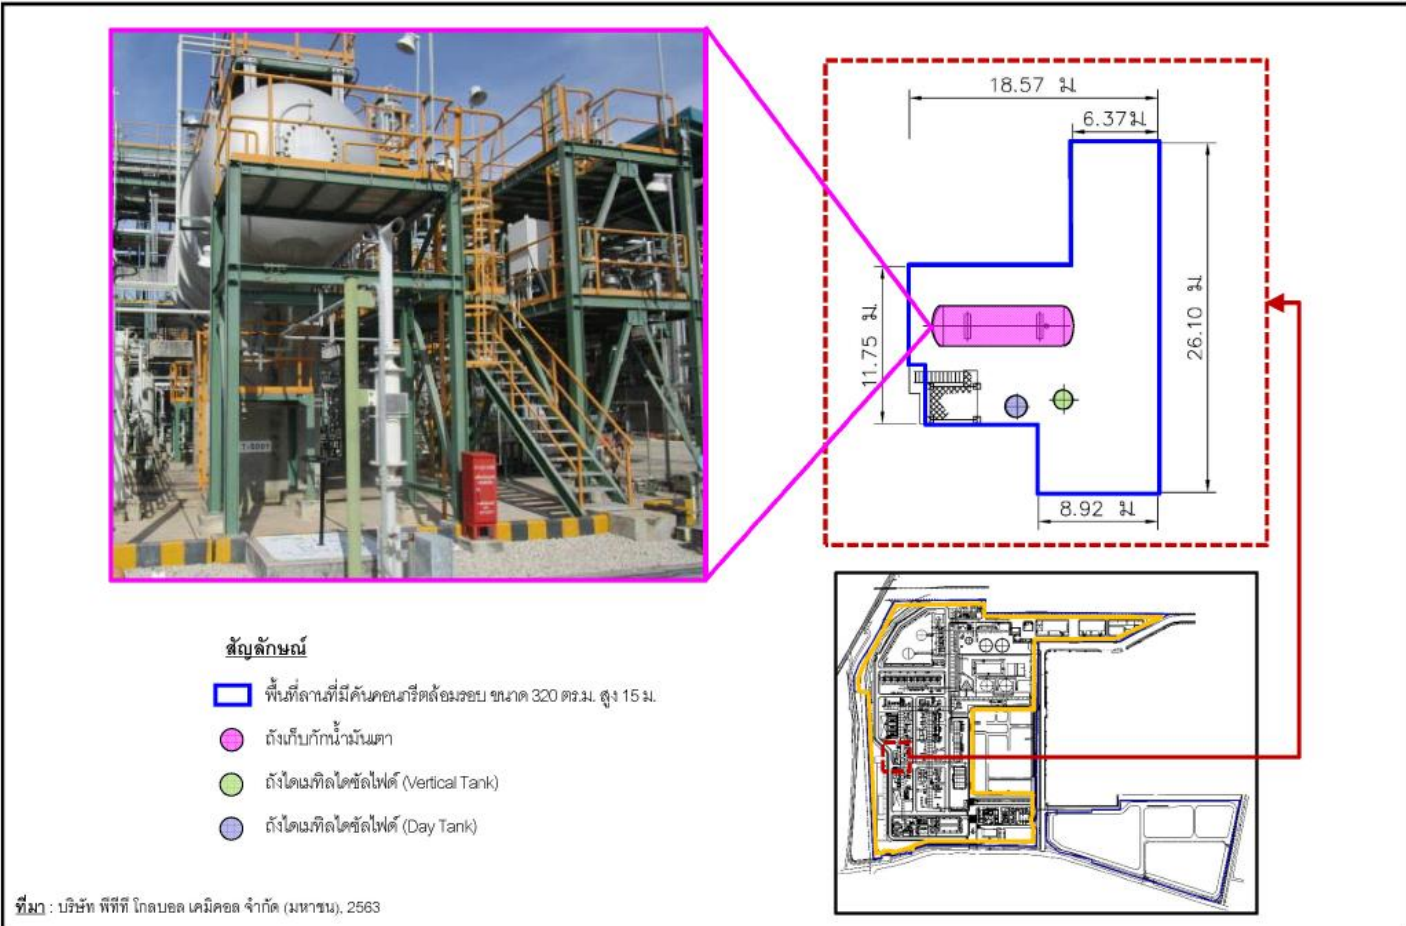 18.57 ม
6.37ม.
11.75 ม.
26.10 ม.
8.92 ม
T-5001
สัญลักษณ์
พื้นที่ลานที่มีคันคอนกรีตล้อมรอบ ขนาด 320 ตร.ม. สูง 15 ม.
ถังเก็บกักน้ำมันเตา
ถังไดเมทิลไดซัลไฟด์ (Vertical Tank)
ถังไดเมทิลไดซัลไฟด์ (Day Tank)
ที่มา : บริษัท พีทีที โกลบอล เคมิคอล จำกัด (มหาชน), 2563